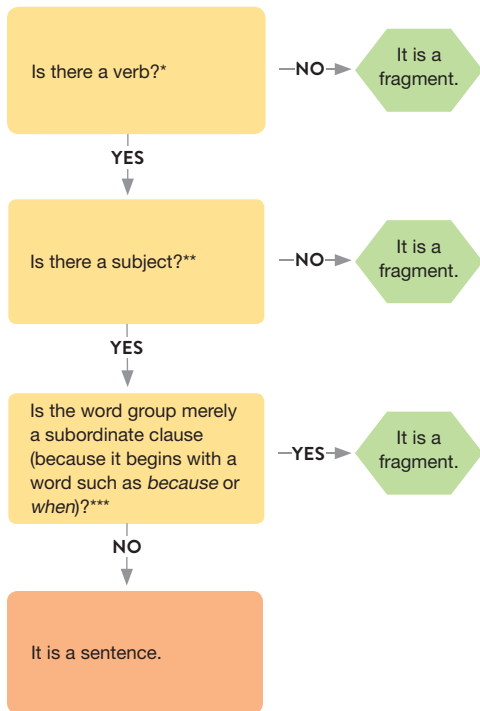 Is there a verb?*
NO
It is a
fragment.
YES
Is there a subject?**
NO
It is a
fragment.
YES
Is the word group merely
a subordinate clause
(because it begins with a
word such as because or
when)?***
YES
It is a
fragment.
NO
It is a sentence.